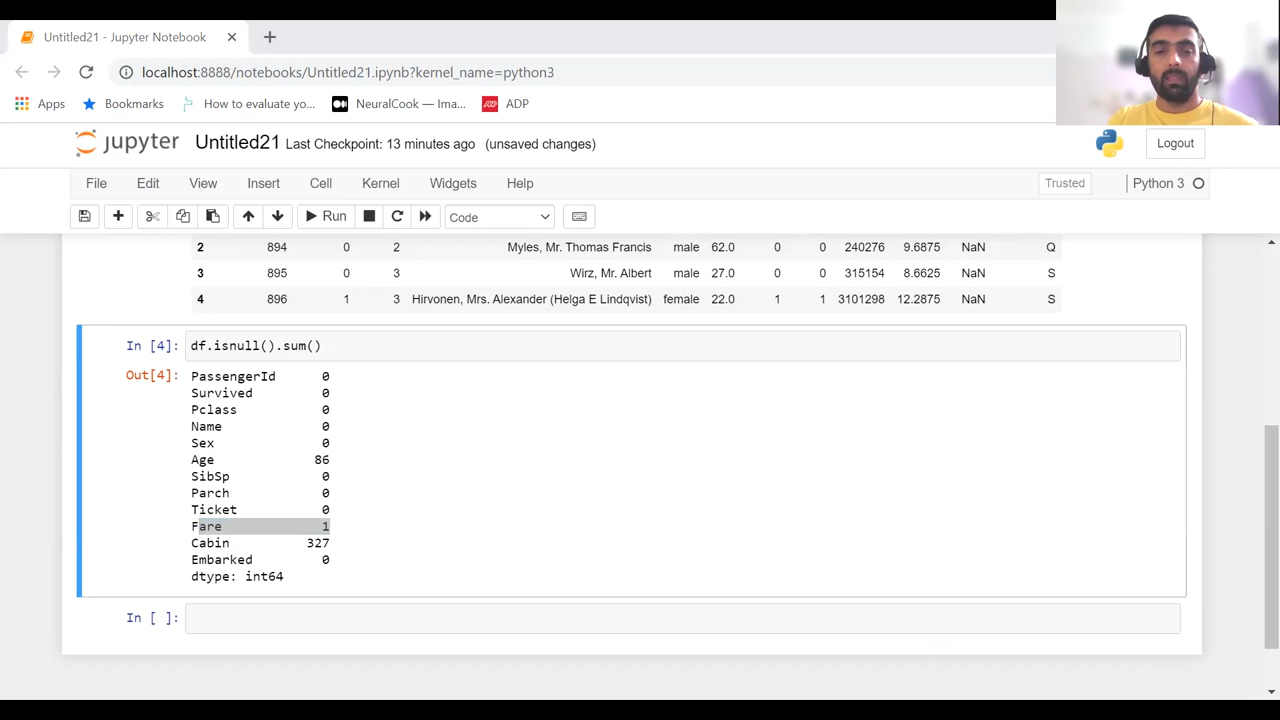 Untitled21 - Jupyter Notebook
localhost:8888/notebooks/Untitled21.ipynb?kernel_name=python3
Apps Bookmarks How to evaluate yo... NeuralCook — Ima... ADP
jupyter Untitled21 Last Checkpoint: 13 minutes ago (unsaved changes) Logout
File Edit View Insert Cell Kernel Widgets Help Trusted Python 3
Run Code
2 894 0 2 Myles, Mr. Thomas Francis male 62.0 0 0 240276 9.6875 NaN Q
3 895 0 3 Wirz, Mr. Albert male 27.0 0 0 315154 8.6625 NaN S
4 896 1 3 Hirvonen, Mrs. Alexander (Helga E Lindqvist) female 22.0 1 1 3101298 12.2875 NaN S
In [4]: df.isnull().sum()
Out[4]: PassengerId 0
Survived 0
Pclass 0
Name 0
Sex 0
Age 86
SibSp 0
Parch 0
Ticket 0
Fare 1
Cabin 327
Embarked 0
dtype: int64
In [ ]: